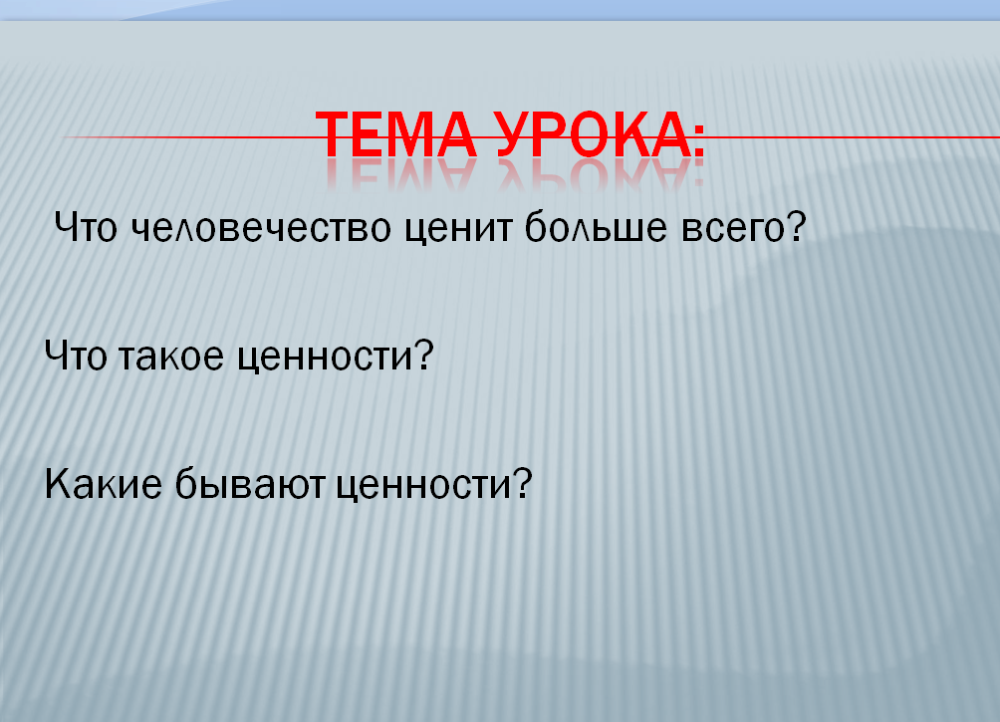 ТЕМА УРОКА:
Что человечество ценит больше всего?
Что такое ценности?
Какие бывают ценности?